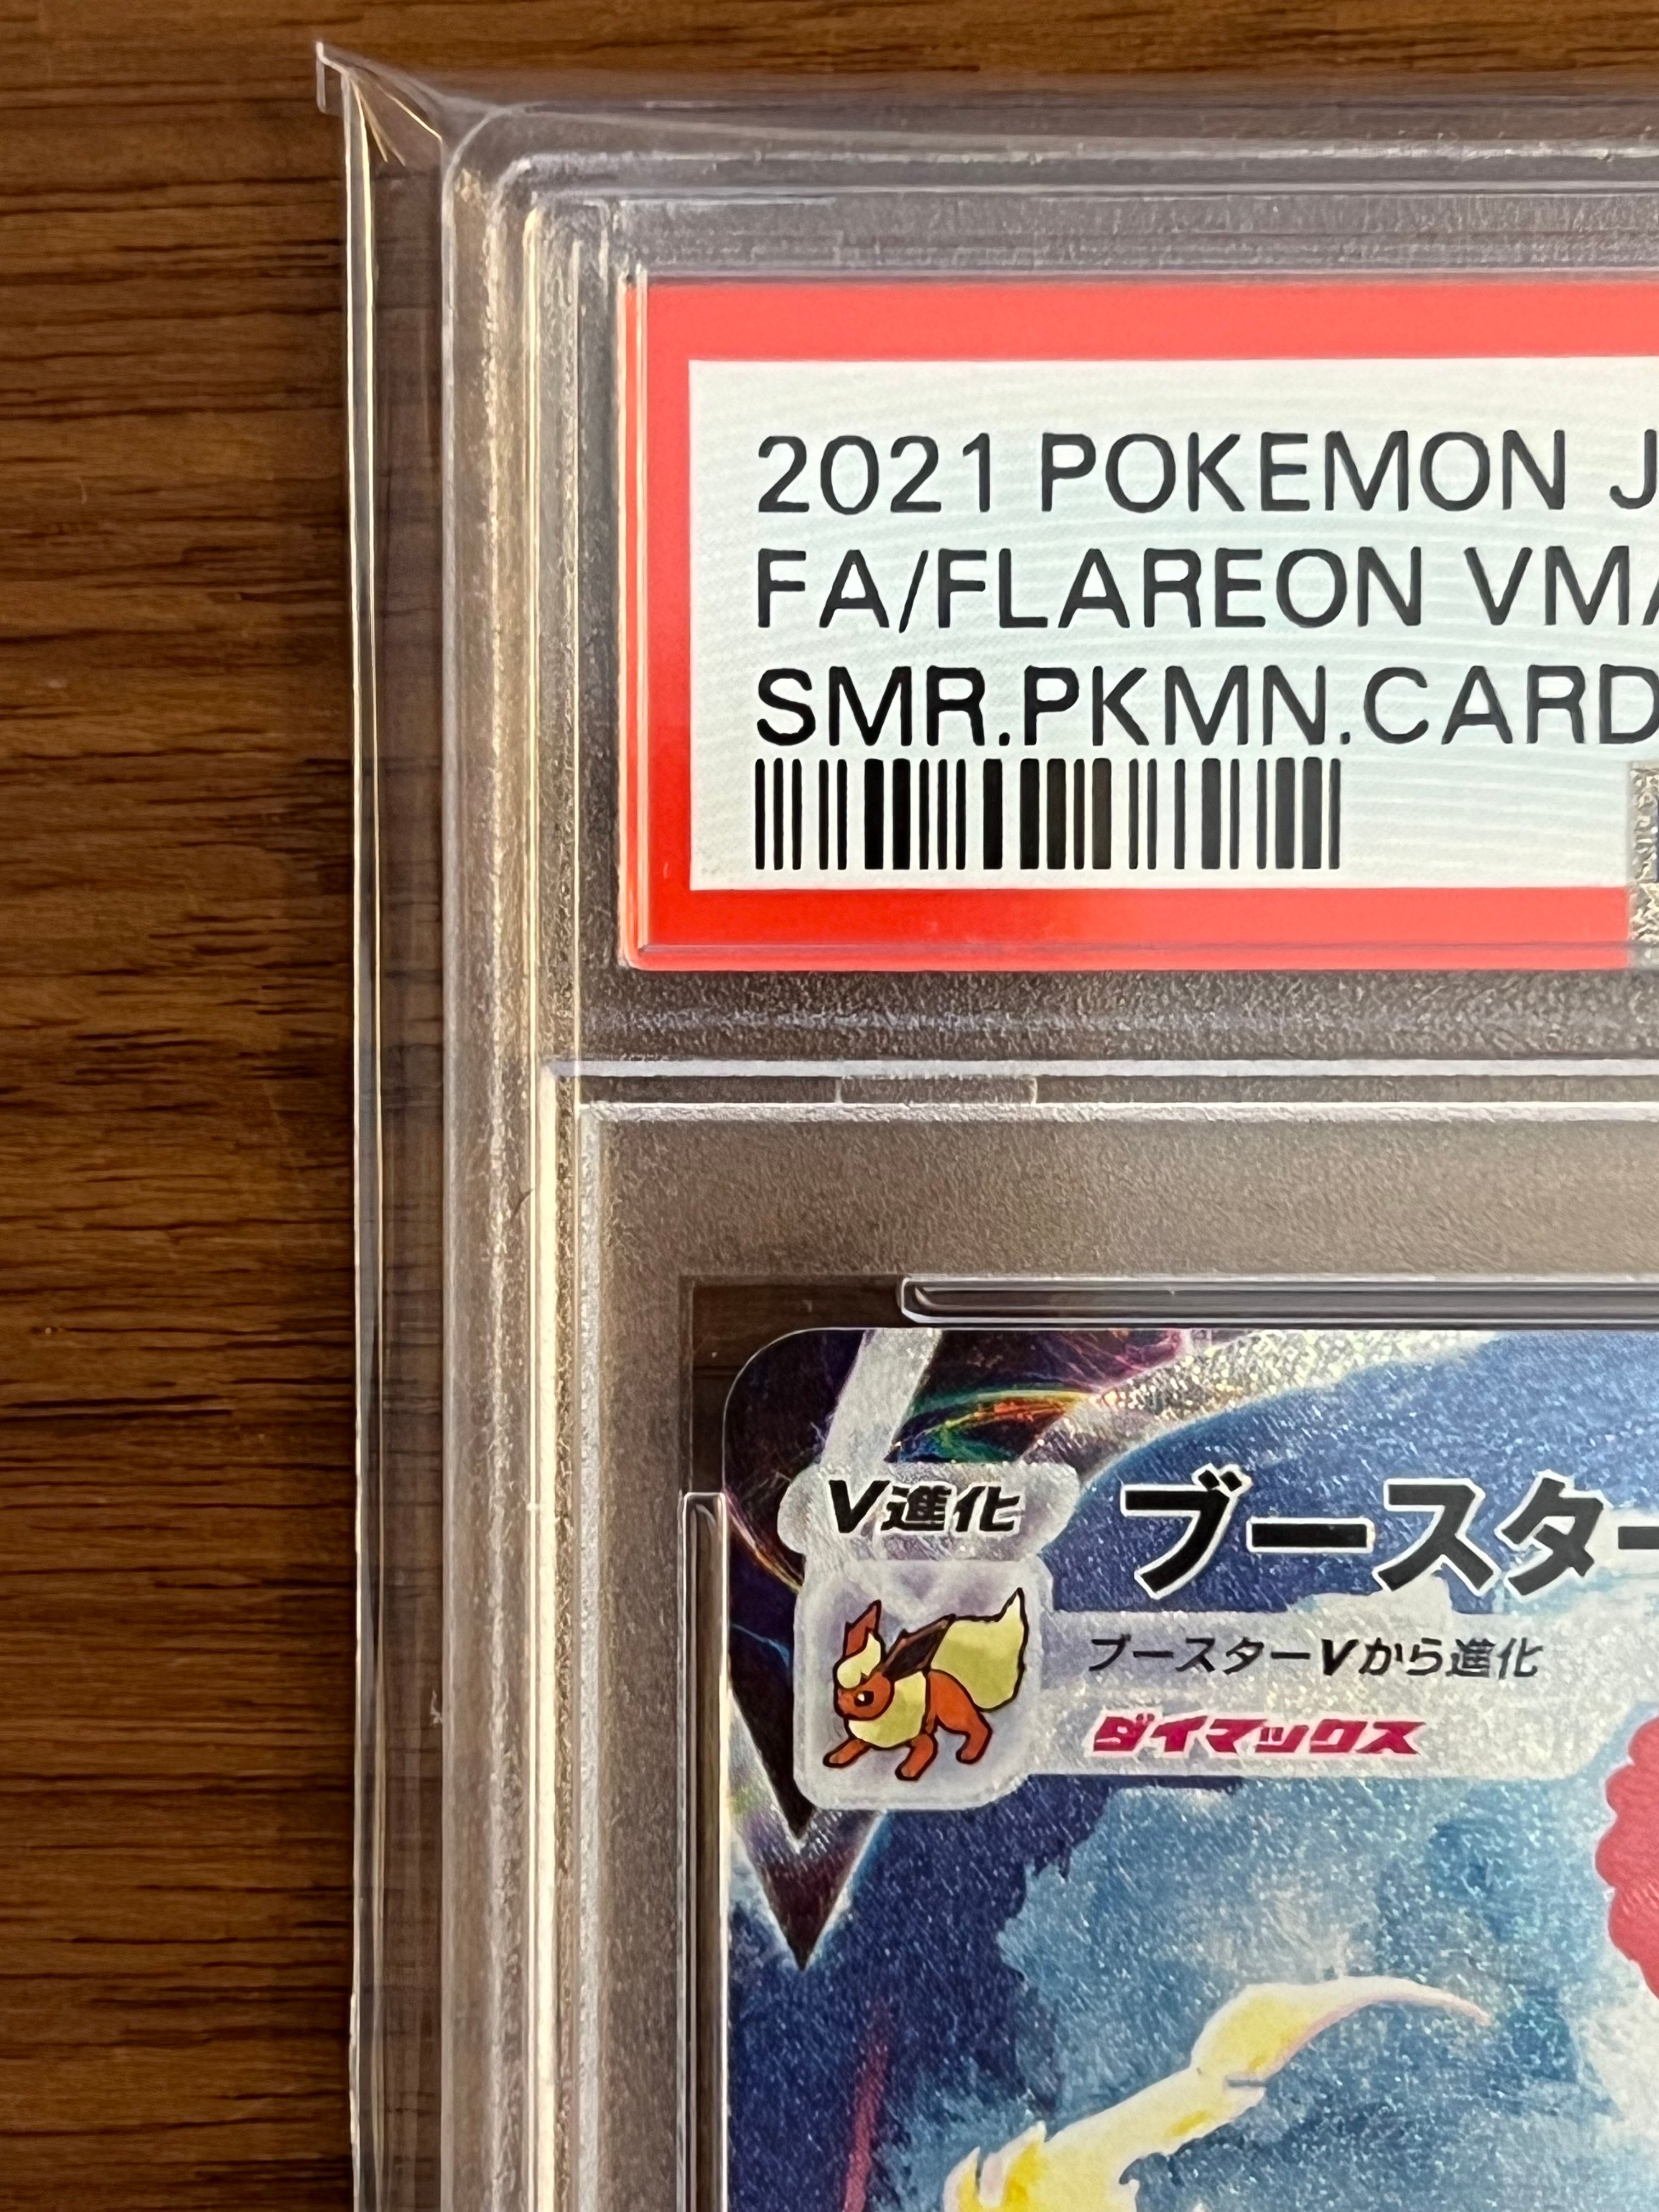 2021 POKEMON J
FA/FLAREON VMA
SMR.PKMN.CARD
V進化
ブースター
ブースターVから進化
ダイマックス